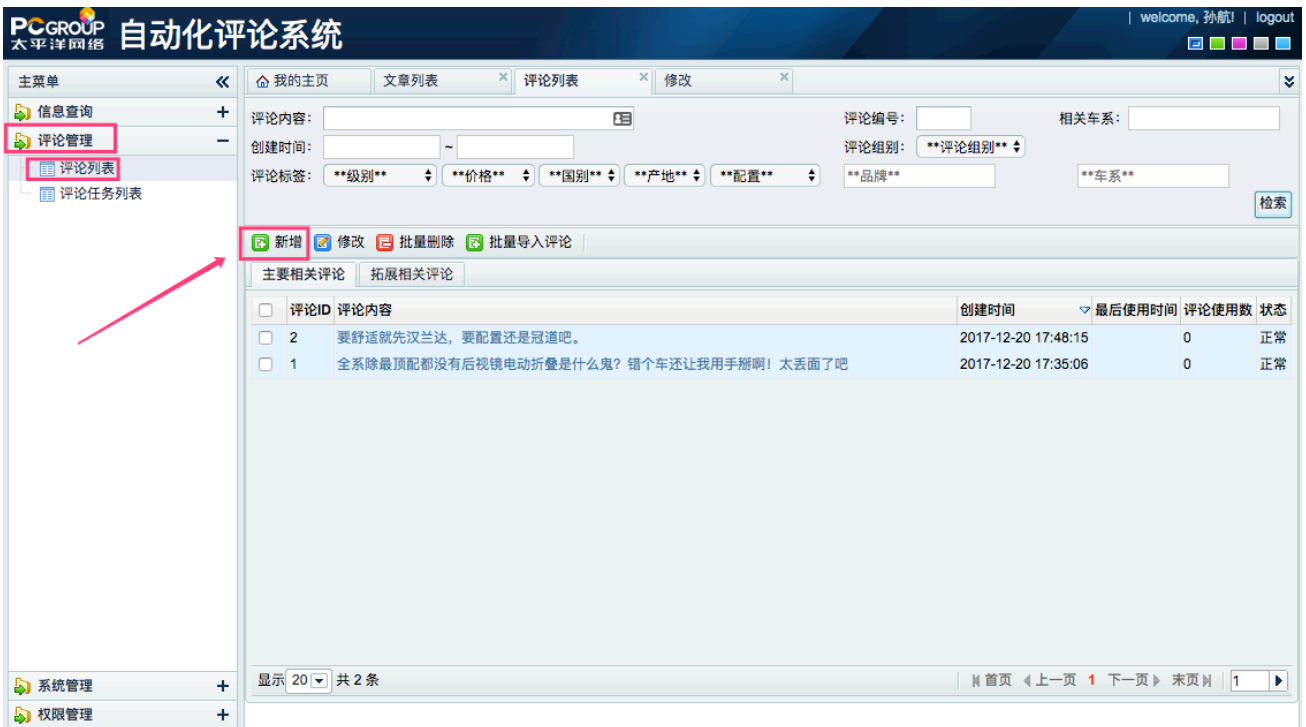 PCGROUP
太平洋网络
自动化评论系统
| welcome, 孙航! | logout
主菜单
我的主页 文章列表 评论列表 修改
信息查询
评论管理
评论列表
评论任务列表
系统管理
权限管理
评论内容: 评论编号: 相关车系:
创建时间: ~ 评论组别: **评论组别**
评论标签: **级别** **价格** **国别** **产地** **配置** **品牌** **车系**
检索
新增 修改 批量删除 批量导入评论
主要相关评论 拓展相关评论
评论ID 评论内容 创建时间 最后使用时间 评论使用数 状态
2 要舒适就先汉兰达，要配置还是冠道吧。 2017-12-20 17:48:15 0 正常
1 全系除最顶配都没有后视镜电动折叠是什么鬼？错个车还让我用手掰啊！太丢面了吧 2017-12-20 17:35:06 0 正常
显示 20 共 2 条 首页 上一页 1 下一页 末页 1